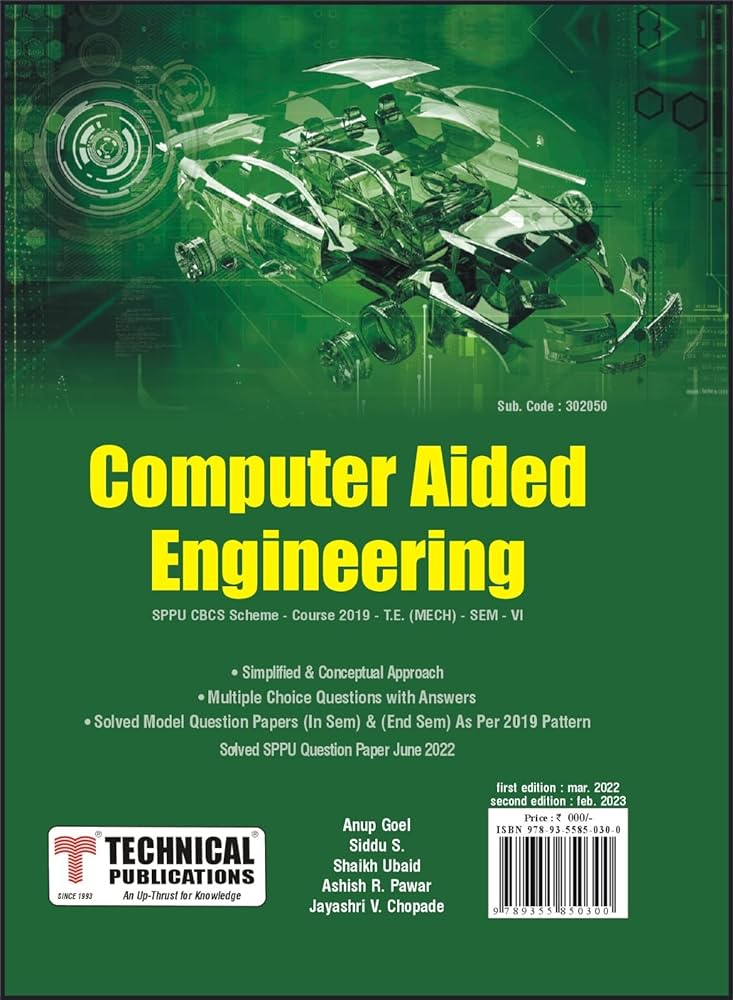 Sub. Code : 302050
Computer Aided
Engineering
SPPU CBCS Scheme - Course 2019 - T.E. (MECH) - SEM - VI
• Simplified & Conceptual Approach
• Multiple Choice Questions with Answers
• Solved Model Question Papers (In Sem) & (End Sem) As Per 2019 Pattern
Solved SPPU Question Paper June 2022
first edition : mar. 2022
second edition : feb. 2023
Price : ₹ 000/-
ISBN 978-93-5585-030-0
9 789355 850300
Anup Goel
Siddu S.
Shaikh Ubaid
Ashish R. Pawar
Jayashri V. Chopade
TECHNICAL®
PUBLICATIONS
SINCE 1993 An Up-Thrust for Knowledge